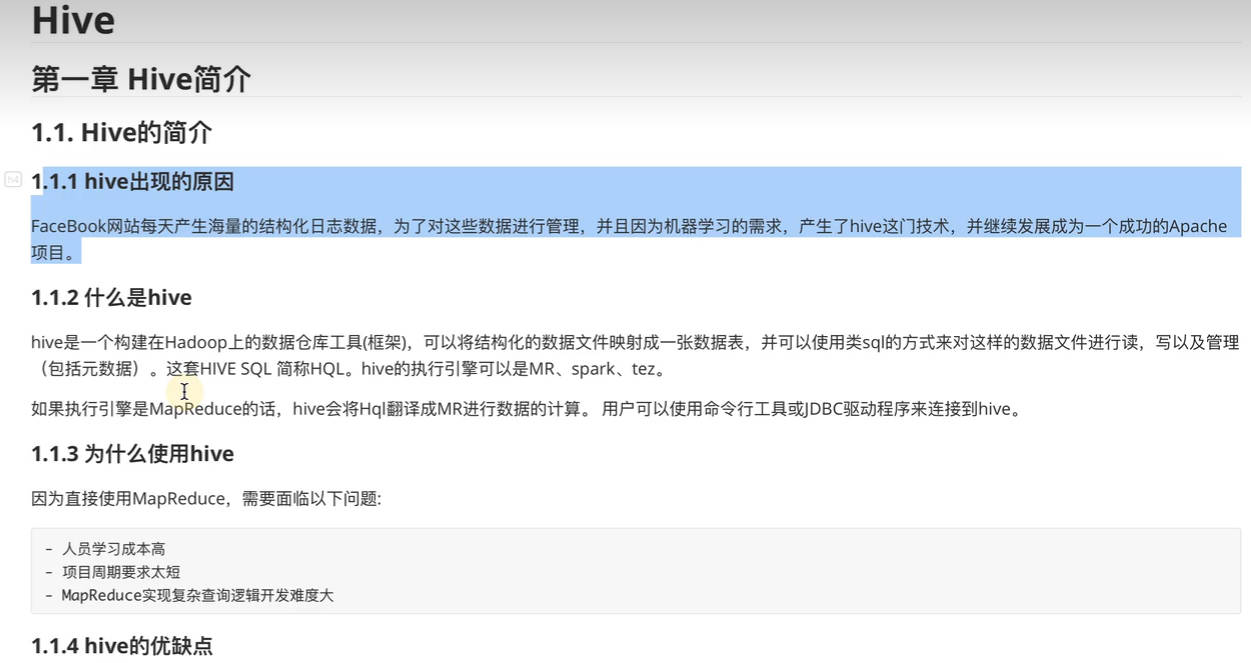 Hive
第一章 Hive简介
1.1. Hive的简介
h4
1.1.1 hive出现的原因
FaceBook网站每天产生海量的结构化日志数据，为了对这些数据进行管理，并且因为机器学习的需求，产生了hive这门技术，并继续发展成为一个成功的Apache
项目。
1.1.2 什么是hive
hive是一个构建在Hadoop上的数据仓库工具(框架)，可以将结构化的数据文件映射成一张数据表，并可以使用类sql的方式来对这样的数据文件进行读，写以及管理
（包括元数据）。这套HIVE SQL 简称HQL。hive的执行引擎可以是MR、spark、tez。
如果执行引擎是MapReduce的话，hive会将Hql翻译成MR进行数据的计算。 用户可以使用命令行工具或JDBC驱动程序来连接到hive。
1.1.3 为什么使用hive
因为直接使用MapReduce，需要面临以下问题:
- 人员学习成本高
- 项目周期要求太短
- MapReduce实现复杂查询逻辑开发难度大
1.1.4 hive的优缺点